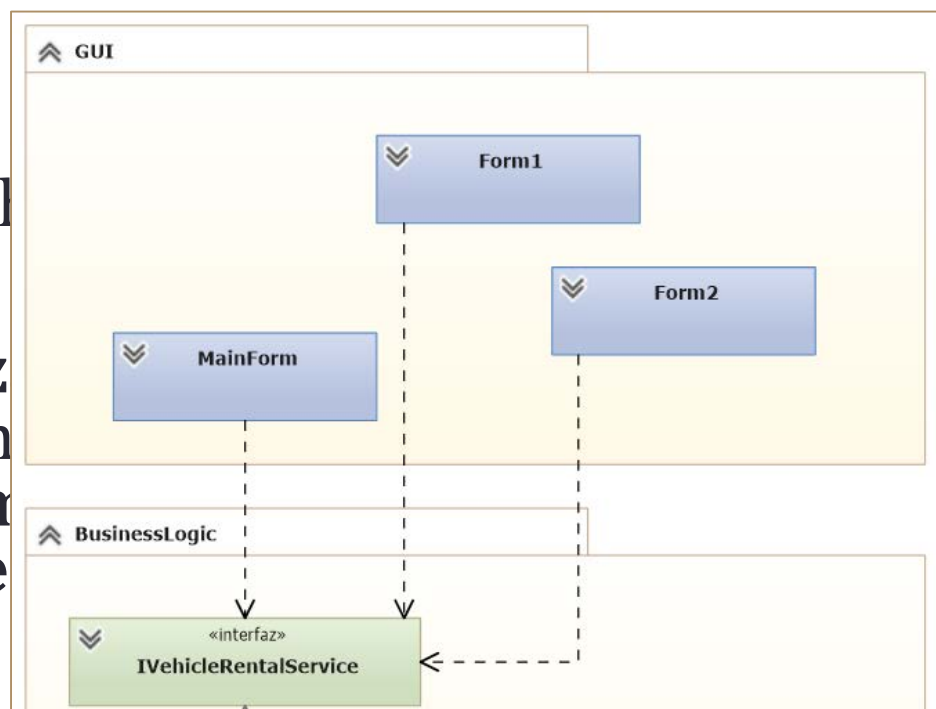 GUI
Form1
Form2
MainForm
BusinessLogic
«interfaz»
IVehicleRentalService